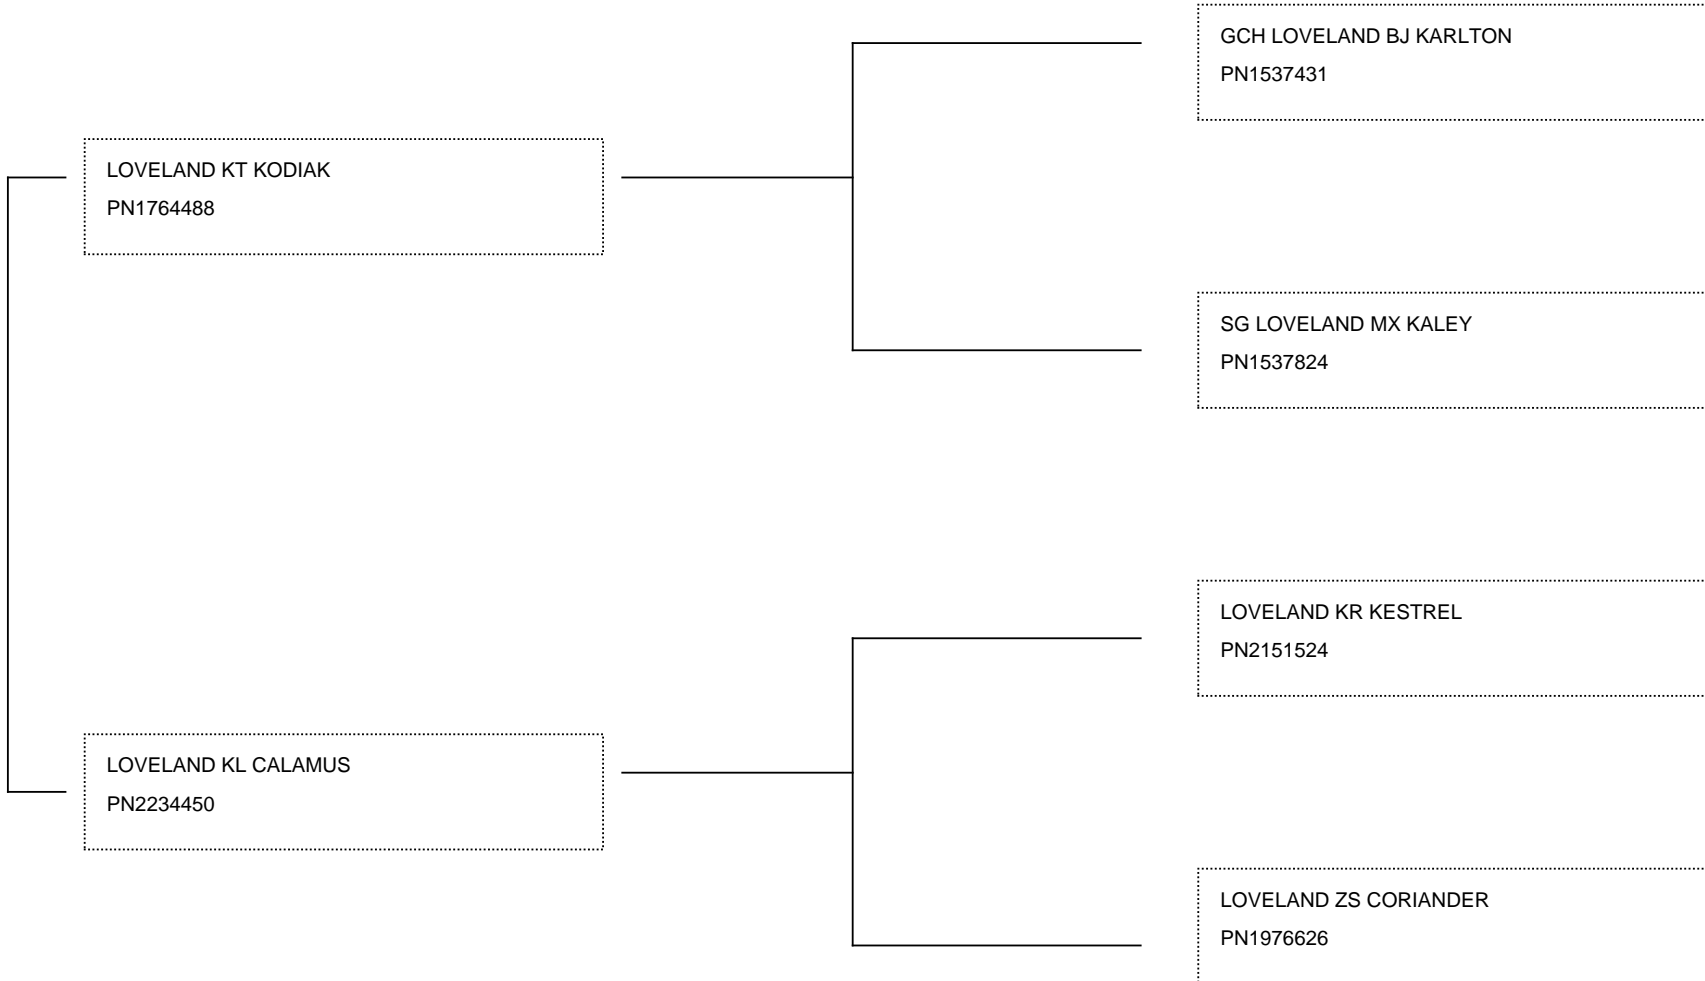 GCH LOVELAND BJ KARLTON
PN1537431
LOVELAND KT KODIAK
PN1764488
SG LOVELAND MX KALEY
PN1537824
LOVELAND KR KESTREL
PN2151524
LOVELAND KL CALAMUS
PN2234450
LOVELAND ZS CORIANDER
PN1976626